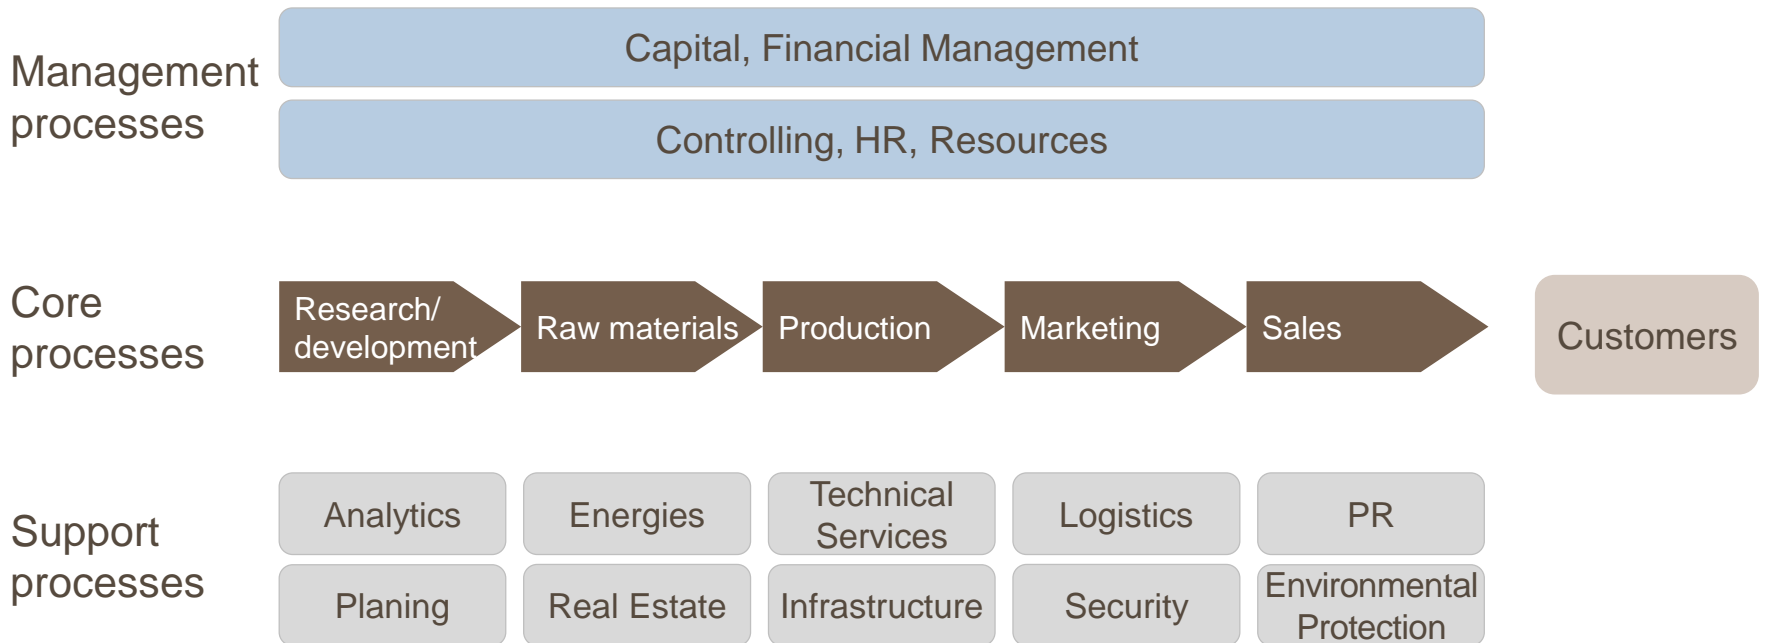 Management
processes
Capital, Financial Management
Controlling, HR, Resources
Core
processes
Research/
development
Raw materials
Production
Marketing
Sales
Customers
Support
processes
Analytics
Energies
Technical
Services
Logistics
PR
Planing
Real Estate
Infrastructure
Security
Environmental
Protection